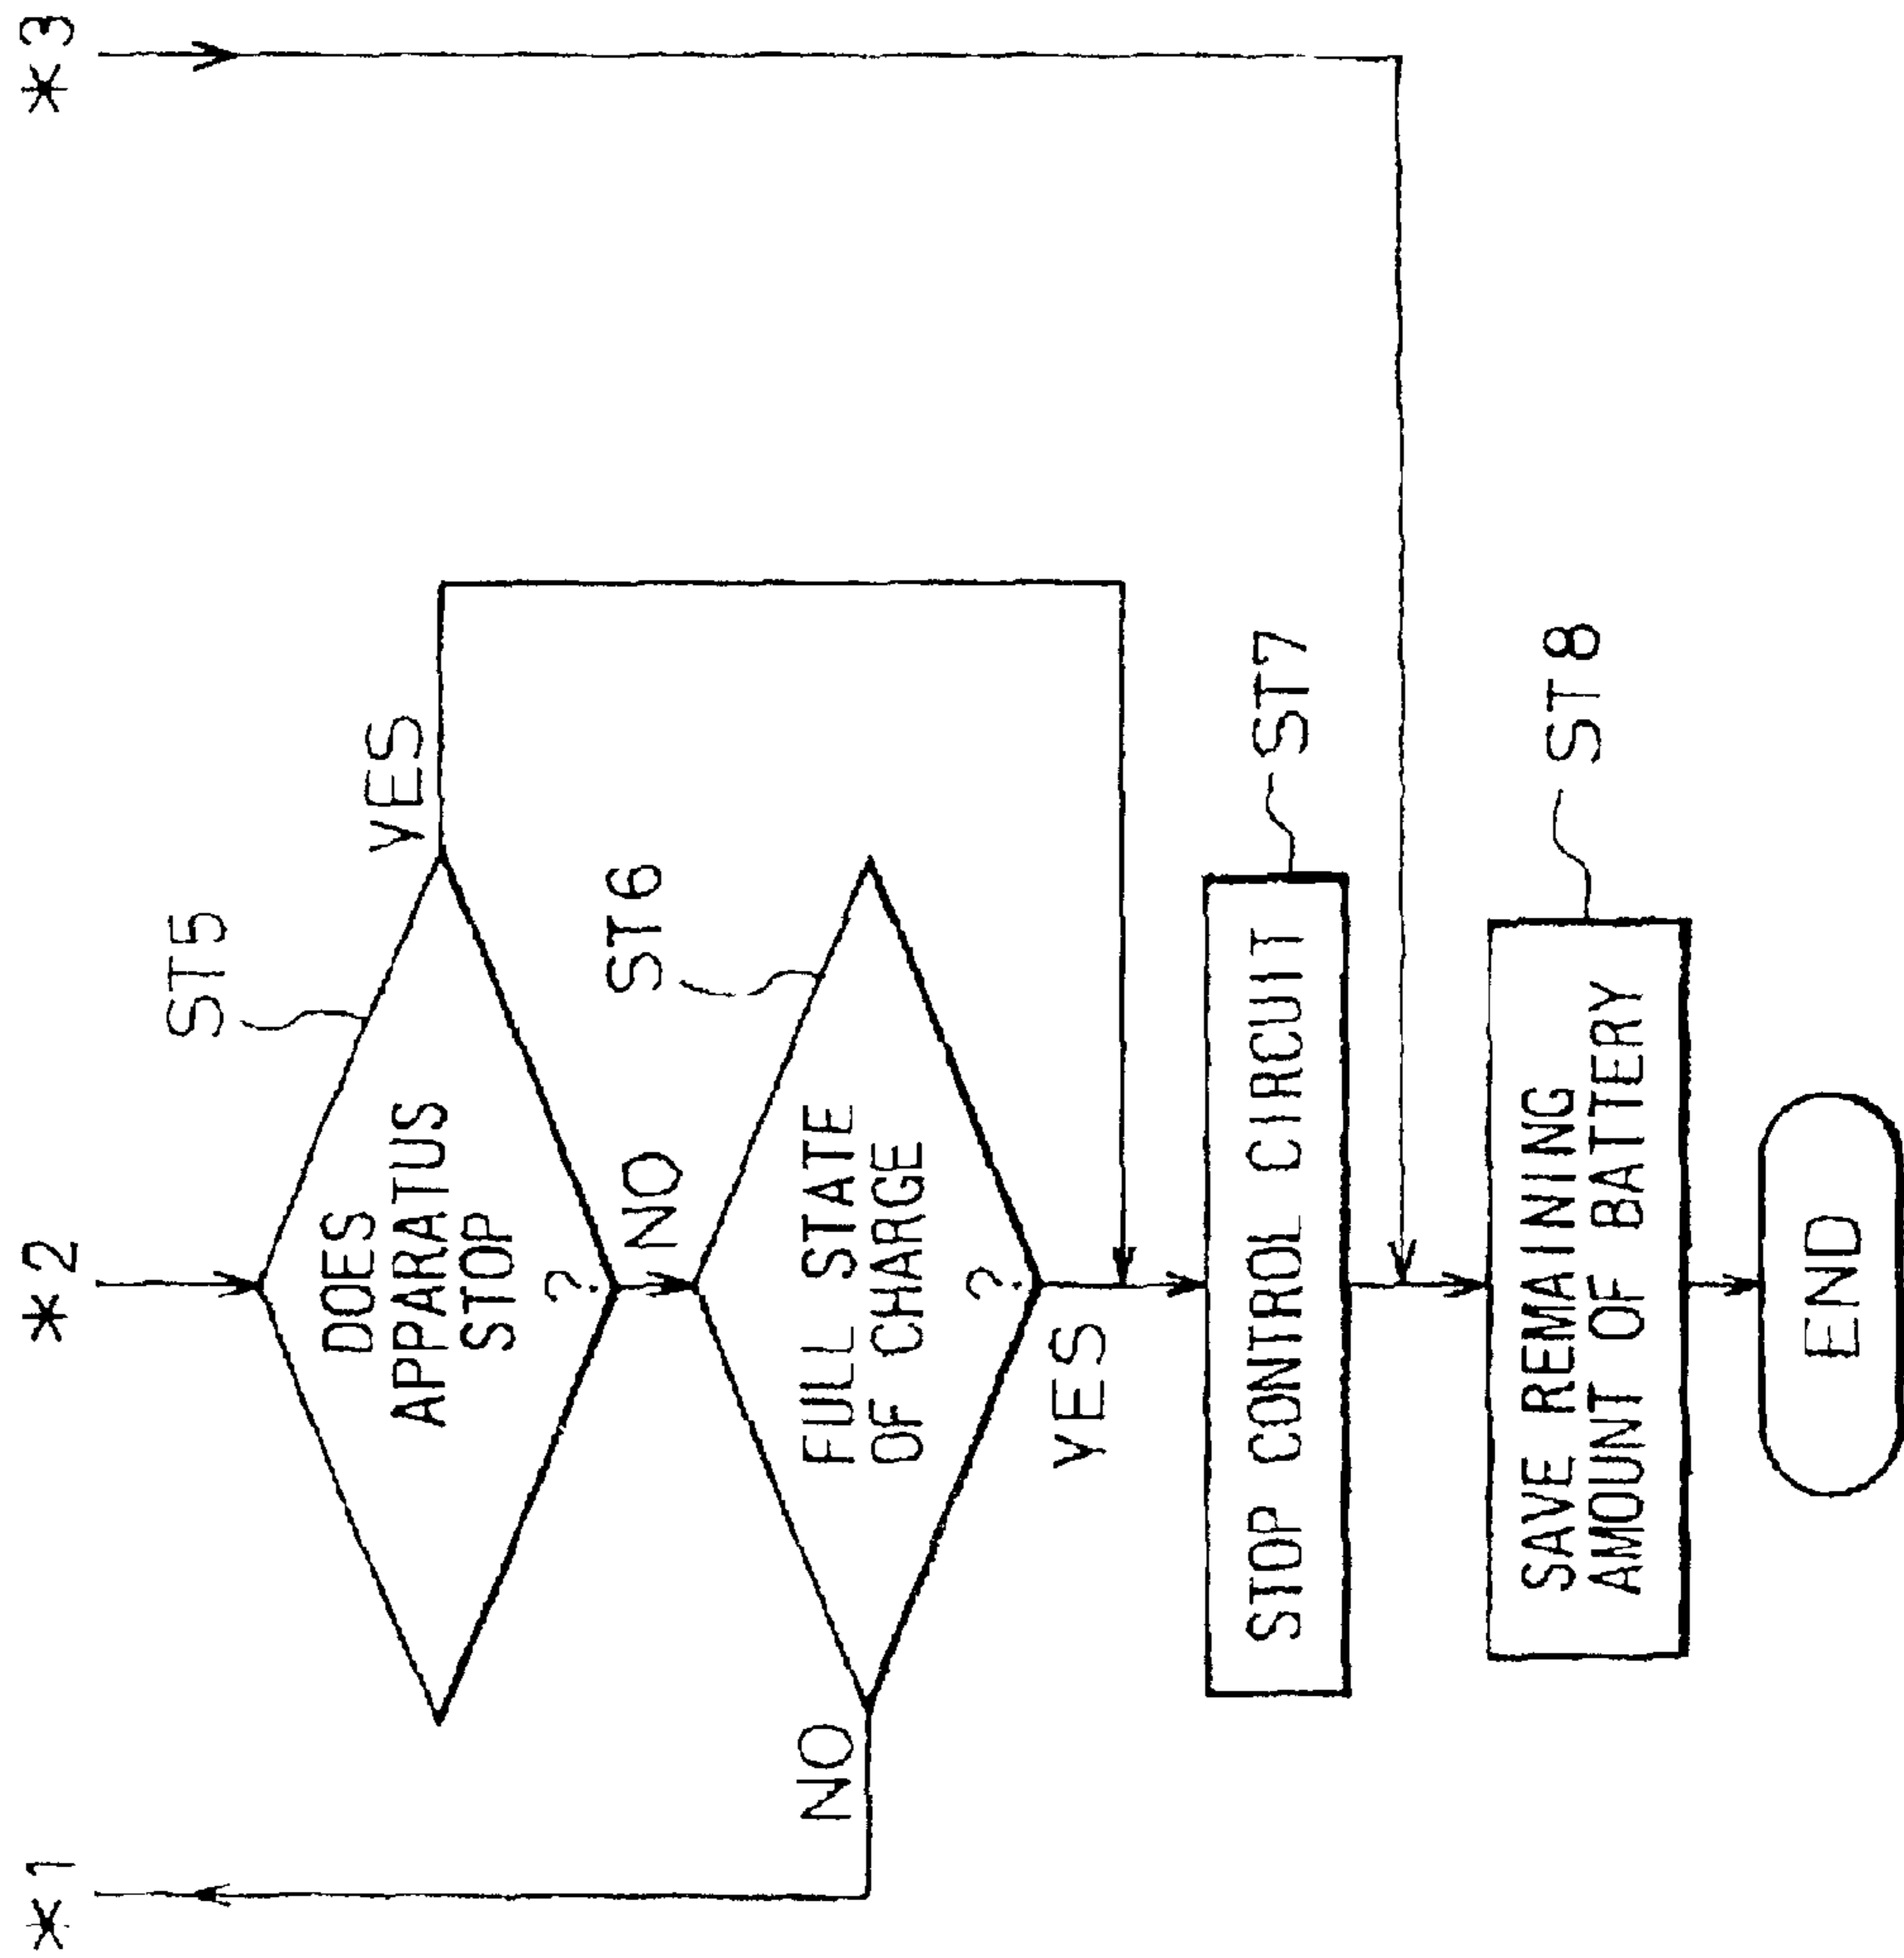 *1
*2
*3
ST5
DOES
APPARATUS
STOP
?
YES
NO
ST6
FULL STATE
OF CHARGE
?
NO
YES
STOP CONTROL CIRCUIT
ST7
SAVE REMAINING
AMOUNT OF BATTERY
ST8
END